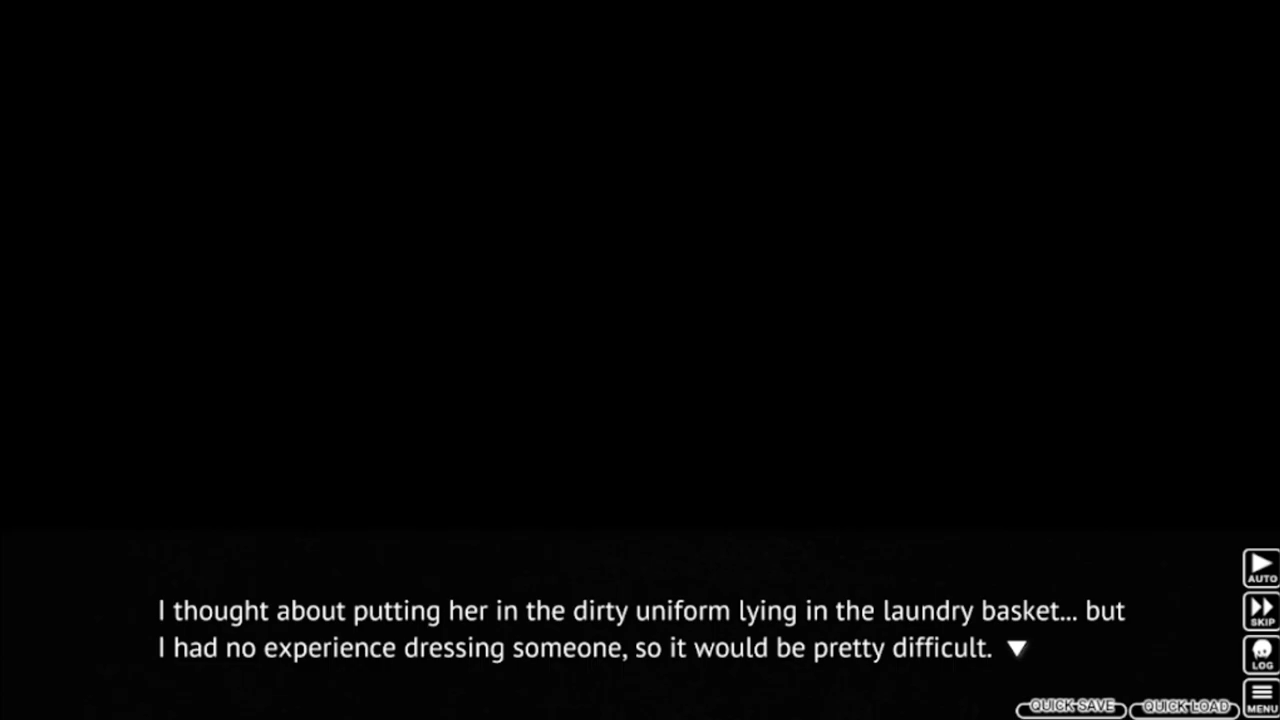 I thought about putting her in the dirty uniform lying in the laundry basket... but
I had no experience dressing someone, so it would be pretty difficult.
AUTO
SKIP
LOG
MENU
QUICK SAVE
QUICK LOAD